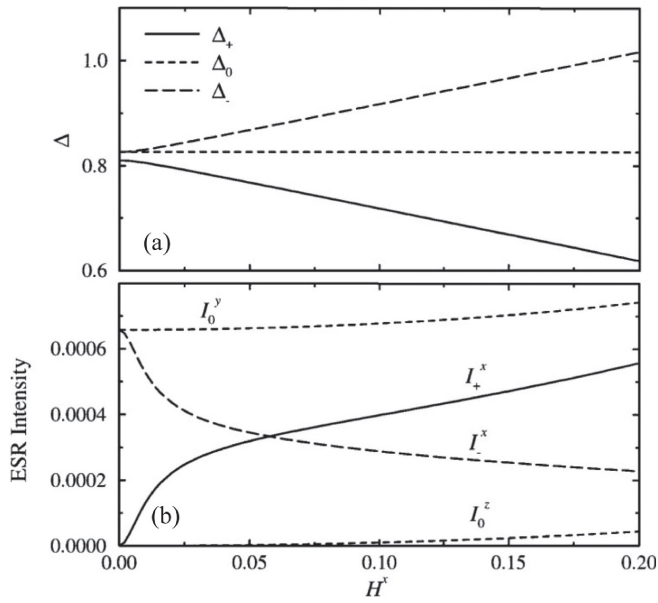 Δ₊
Δ₀
Δ₋
1.0
Δ
0.8
(a)
0.6
I₀ʸ
0.0006
ESR Intensity
I₊ˣ
0.0004
I₋ˣ
0.0002
(b)
I₀ᶻ
0.0000
0.00 0.05 0.10 0.15 0.20
Hˣ